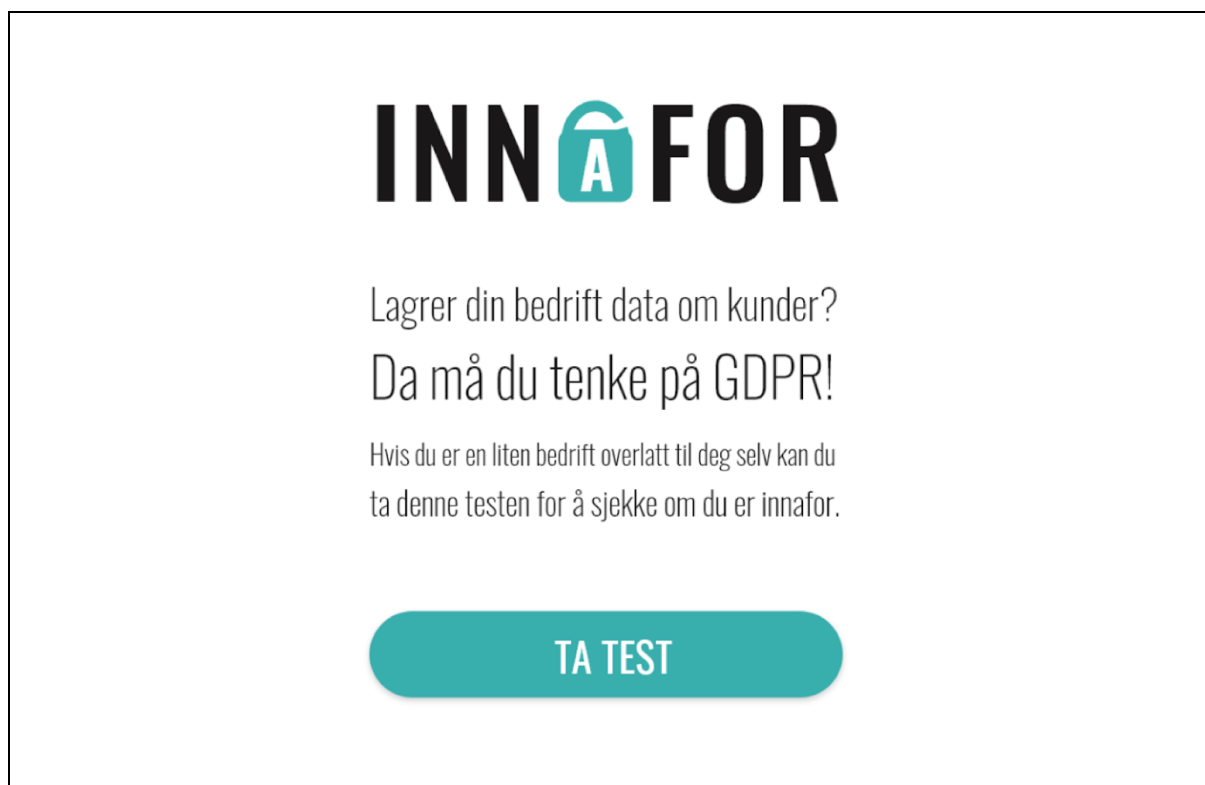 INNAFOR
Lagrer din bedrift data om kunder?
Da må du tenke på GDPR!
Hvis du er en liten bedrift overlatt til deg selv kan du
ta denne testen for å sjekke om du er innafor.
TA TEST